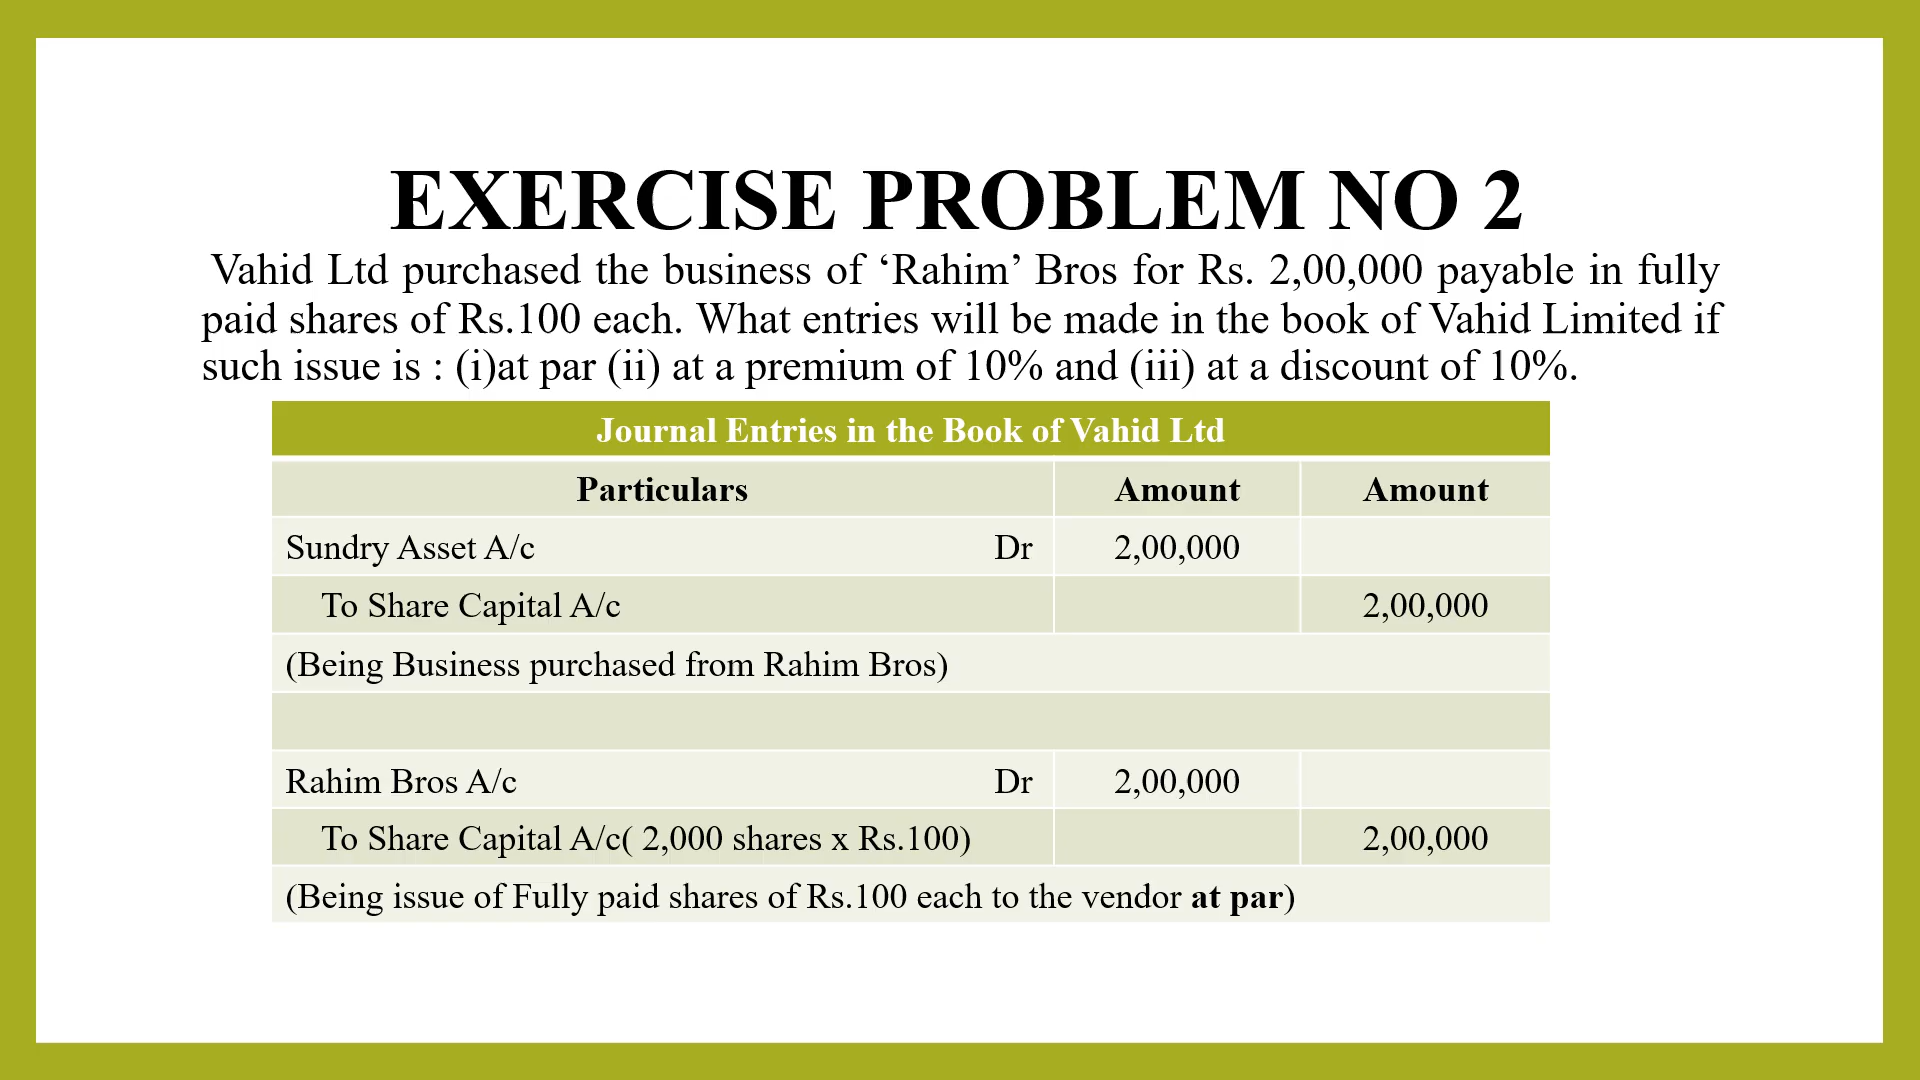 EXERCISE PROBLEM NO 2
Vahid Ltd purchased the business of ‘Rahim’ Bros for Rs. 2,00,000 payable in fully
paid shares of Rs.100 each. What entries will be made in the book of Vahid Limited if
such issue is : (i)at par (ii) at a premium of 10% and (iii) at a discount of 10%.
Journal Entries in the Book of Vahid Ltd
Particulars Amount Amount
Sundry Asset A/c Dr 2,00,000
To Share Capital A/c 2,00,000
(Being Business purchased from Rahim Bros)
Rahim Bros A/c Dr 2,00,000
To Share Capital A/c( 2,000 shares x Rs.100) 2,00,000
(Being issue of Fully paid shares of Rs.100 each to the vendor at par)